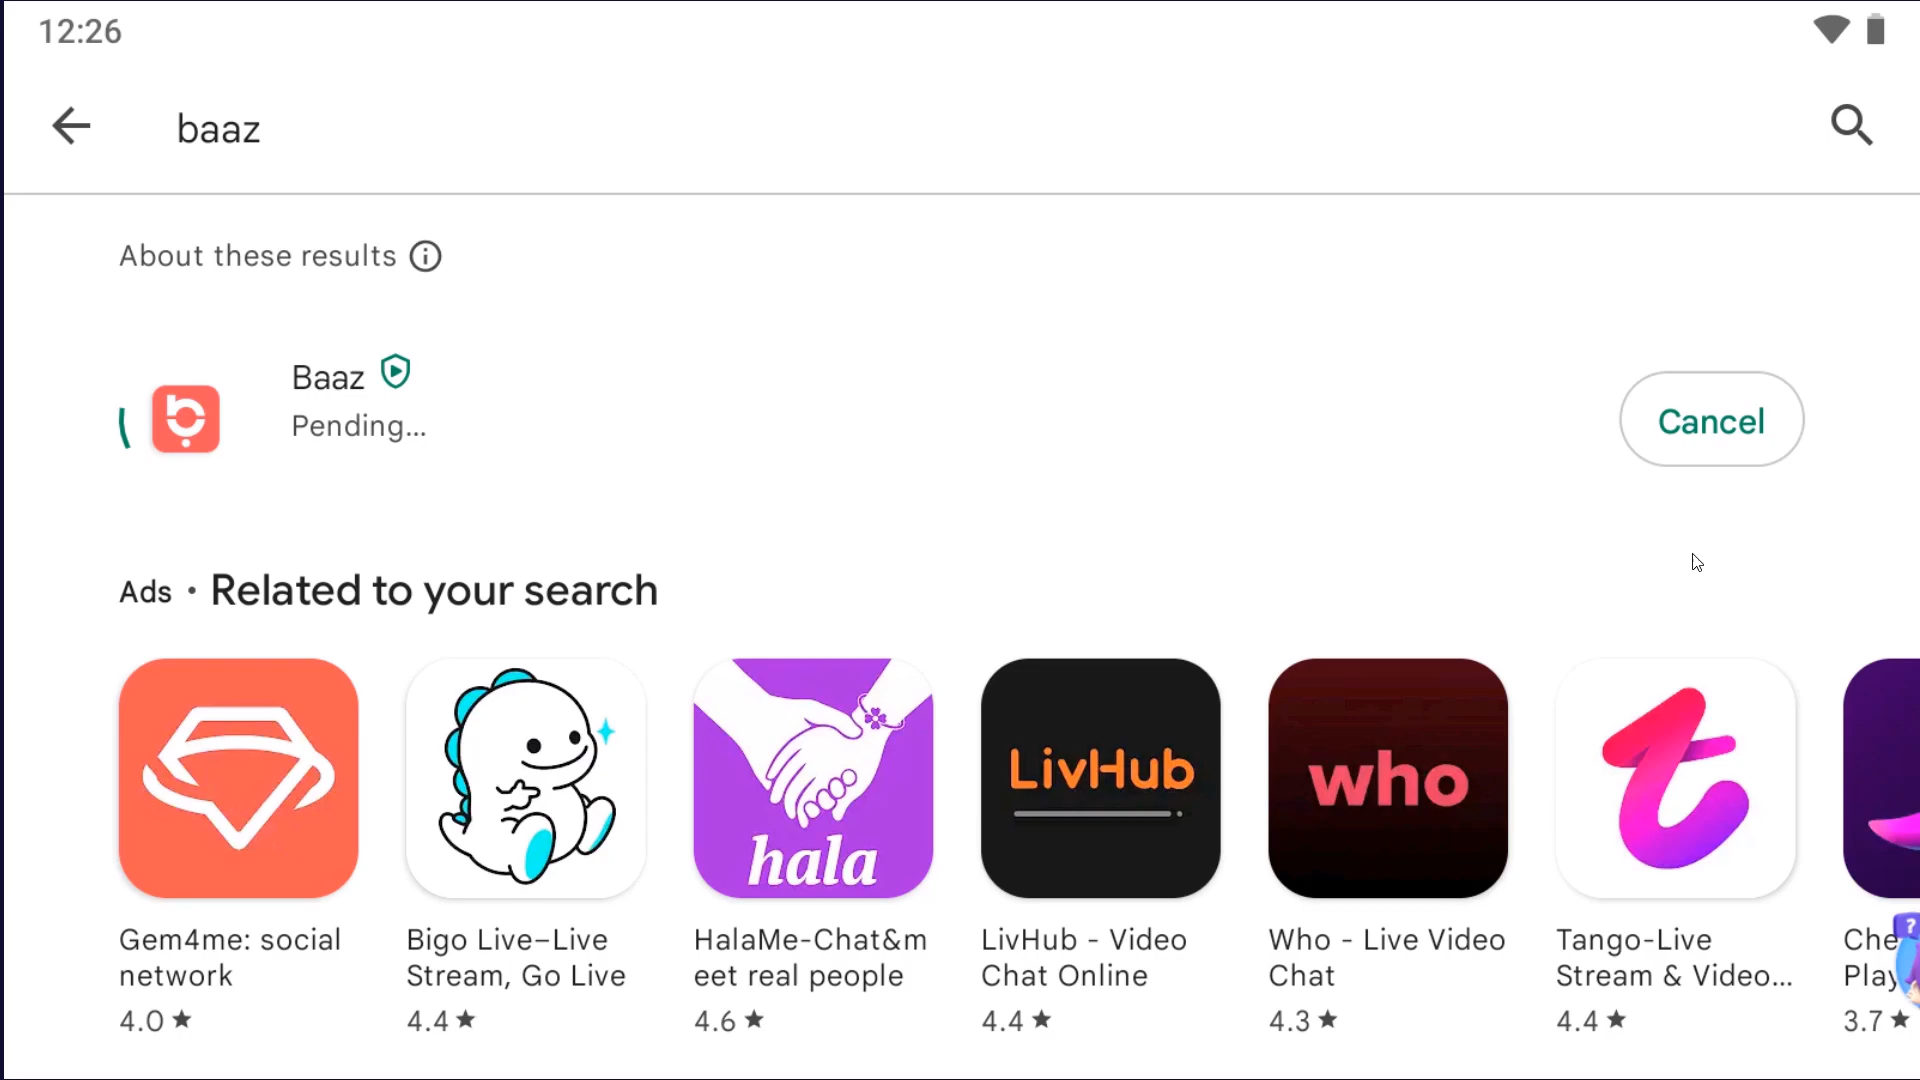 12:26
baaz
About these results
Baaz
Pending...
Cancel
Ads • Related to your search
LivHub
who
hala
Gem4me: social
network
4.0 ★
Bigo Live–Live
Stream, Go Live
4.4 ★
HalaMe-Chat&m
eet real people
4.6 ★
LivHub - Video
Chat Online
4.4 ★
Who - Live Video
Chat
4.3 ★
Tango-Live
Stream & Video...
4.4 ★
Che
Play
3.7 ★
?